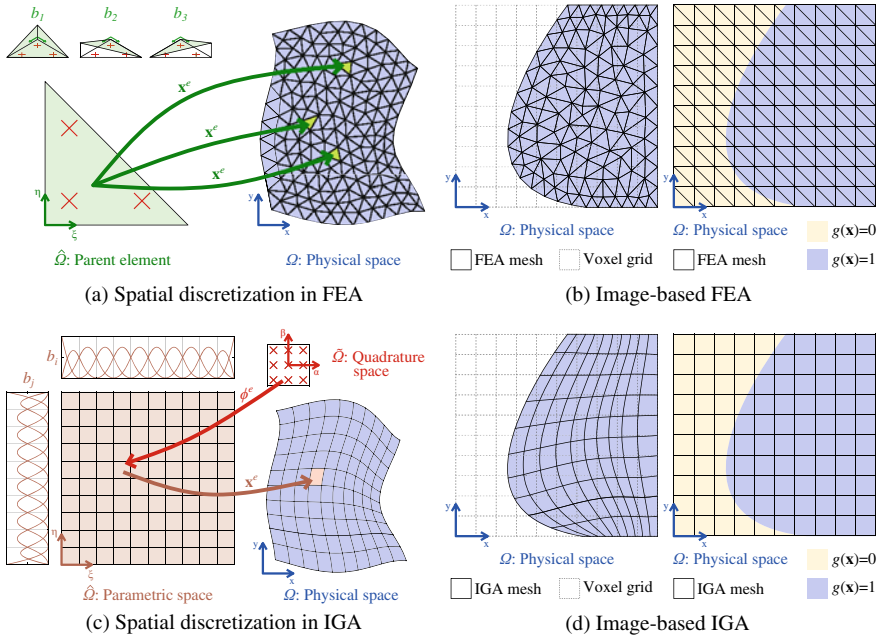 b1 b2 b3
x^e
x^e
x^e
η
ξ
y
x
Ω̂: Parent element
Ω: Physical space
(a) Spatial discretization in FEA
y
x
y
x
Ω: Physical space
Ω: Physical space
g(x)=0
FEA mesh
Voxel grid
FEA mesh
g(x)=1
(b) Image-based FEA
b_i
b_j
β
α
Ω̃: Quadrature
space
ϕ^e
x^e
η
ξ
y
x
Ω̂: Parametric space
Ω: Physical space
(c) Spatial discretization in IGA
y
x
y
x
Ω: Physical space
Ω: Physical space
g(x)=0
IGA mesh
Voxel grid
IGA mesh
g(x)=1
(d) Image-based IGA